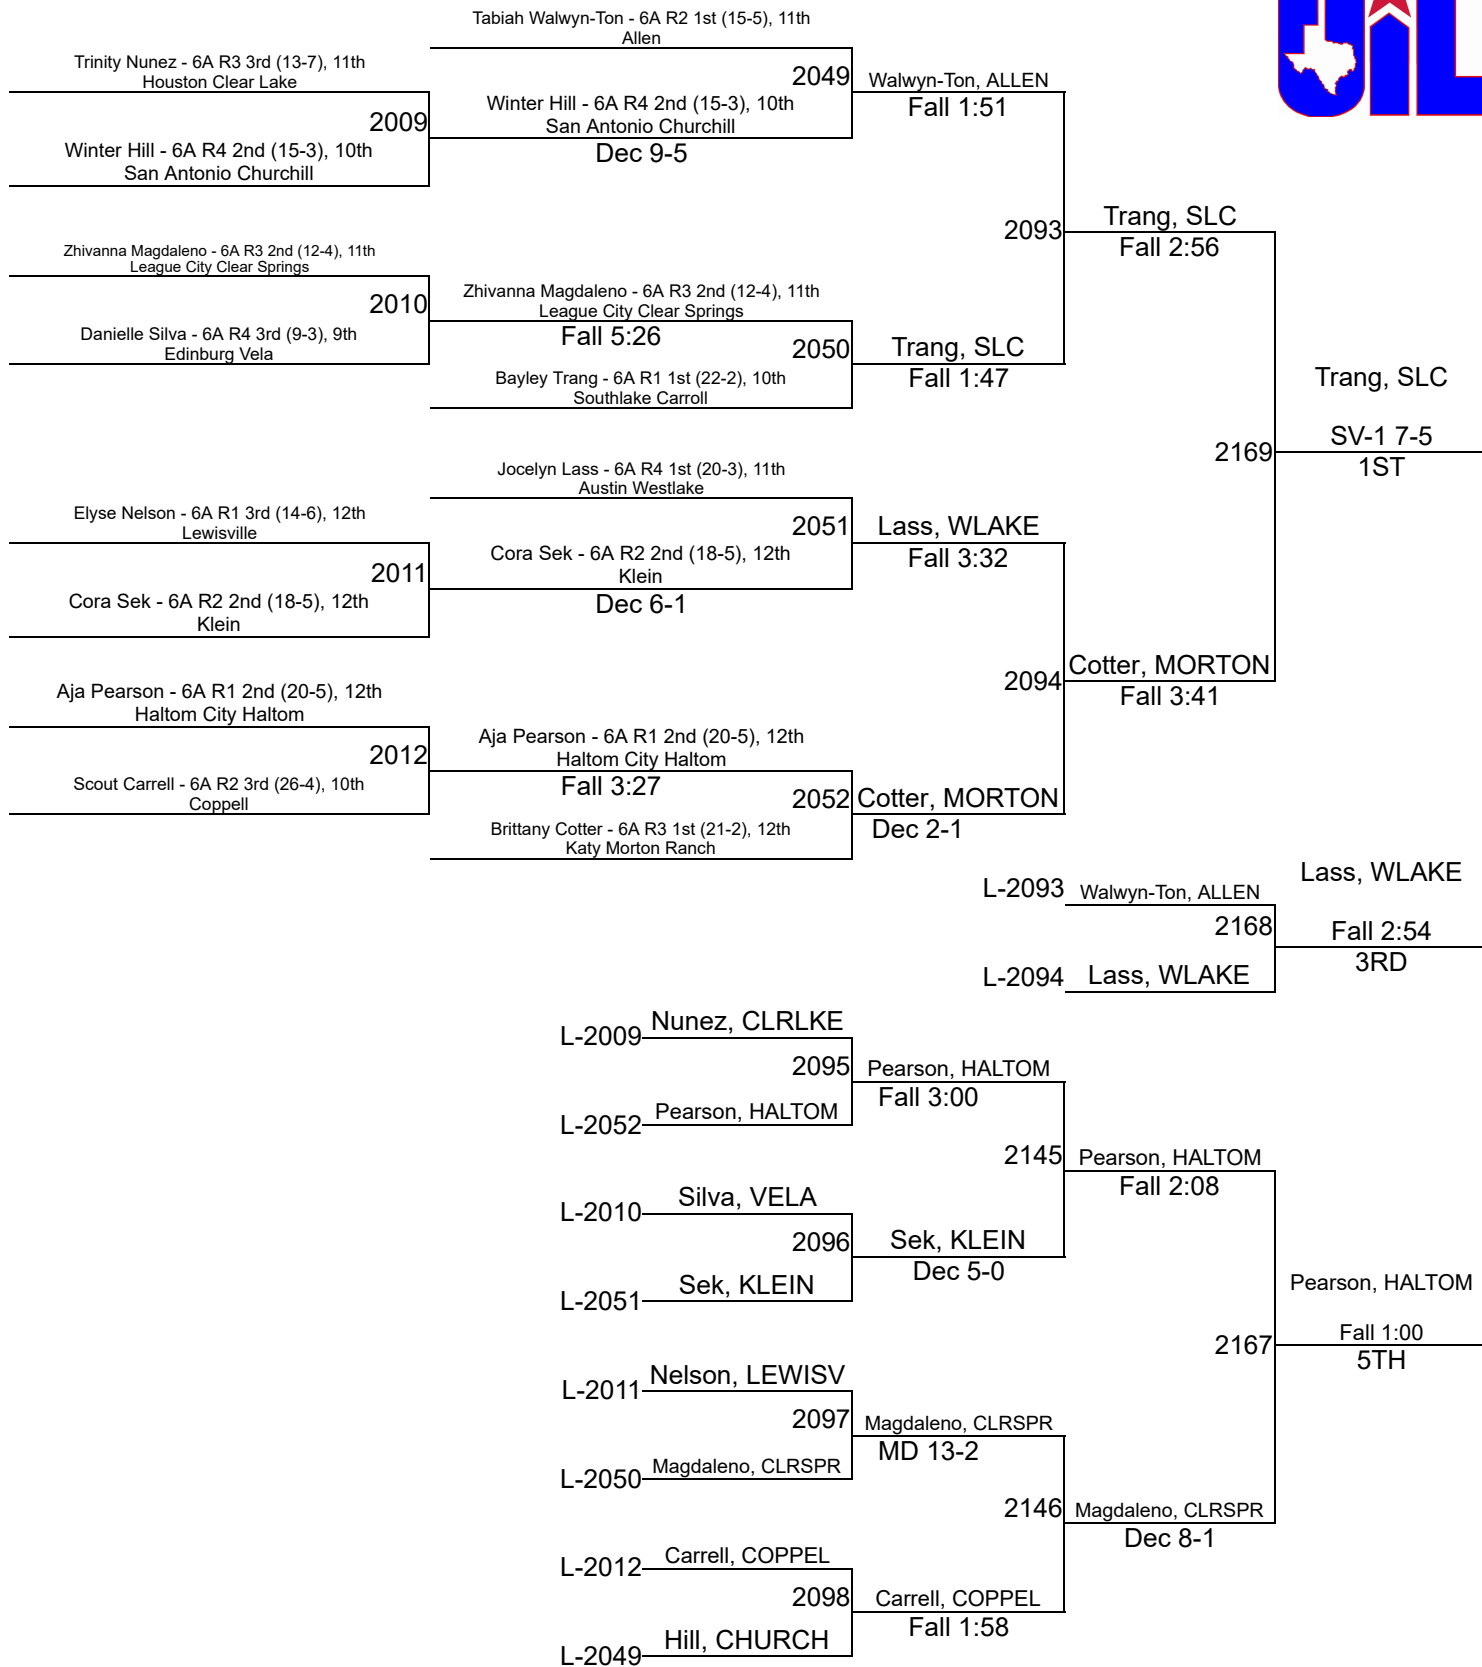 UIL
Tabiah Walwyn-Ton - 6A R2 1st (15-5), 11th
Allen
Trinity Nunez - 6A R3 3rd (13-7), 11th
Houston Clear Lake
2049
Walwyn-Ton, ALLEN
Fall 1:51
Winter Hill - 6A R4 2nd (15-3), 10th
San Antonio Churchill
2009
Dec 9-5
Winter Hill - 6A R4 2nd (15-3), 10th
San Antonio Churchill
2093
Trang, SLC
Fall 2:56
Zhivanna Magdaleno - 6A R3 2nd (12-4), 11th
League City Clear Springs
2010
Zhivanna Magdaleno - 6A R3 2nd (12-4), 11th
League City Clear Springs
Fall 5:26
Danielle Silva - 6A R4 3rd (9-3), 9th
Edinburg Vela
2050
Trang, SLC
Fall 1:47
Bayley Trang - 6A R1 1st (22-2), 10th
Southlake Carroll
Trang, SLC
2169
SV-1 7-5
1ST
Jocelyn Lass - 6A R4 1st (20-3), 11th
Austin Westlake
Elyse Nelson - 6A R1 3rd (14-6), 12th
Lewisville
2051
Lass, WLAKE
Fall 3:32
Cora Sek - 6A R2 2nd (18-5), 12th
Klein
2011
Dec 6-1
Cora Sek - 6A R2 2nd (18-5), 12th
Klein
2094
Cotter, MORTON
Fall 3:41
Aja Pearson - 6A R1 2nd (20-5), 12th
Haltom City Haltom
2012
Aja Pearson - 6A R1 2nd (20-5), 12th
Haltom City Haltom
Fall 3:27
Scout Carrell - 6A R2 3rd (26-4), 10th
Coppell
2052
Cotter, MORTON
Dec 2-1
Brittany Cotter - 6A R3 1st (21-2), 12th
Katy Morton Ranch
L-2093
Walwyn-Ton, ALLEN
Lass, WLAKE
2168
Fall 2:54
3RD
L-2094
Lass, WLAKE
L-2009
Nunez, CLRLKE
2095
Pearson, HALTOM
Fall 3:00
L-2052
Pearson, HALTOM
2145
Pearson, HALTOM
Fall 2:08
L-2010
Silva, VELA
2096
Sek, KLEIN
Dec 5-0
L-2051
Sek, KLEIN
Pearson, HALTOM
2167
Fall 1:00
5TH
L-2011
Nelson, LEWISV
2097
Magdaleno, CLRSPR
MD 13-2
L-2050
Magdaleno, CLRSPR
2146
Magdaleno, CLRSPR
Dec 8-1
L-2012
Carrell, COPPEL
2098
Carrell, COPPEL
Fall 1:58
L-2049
Hill, CHURCH